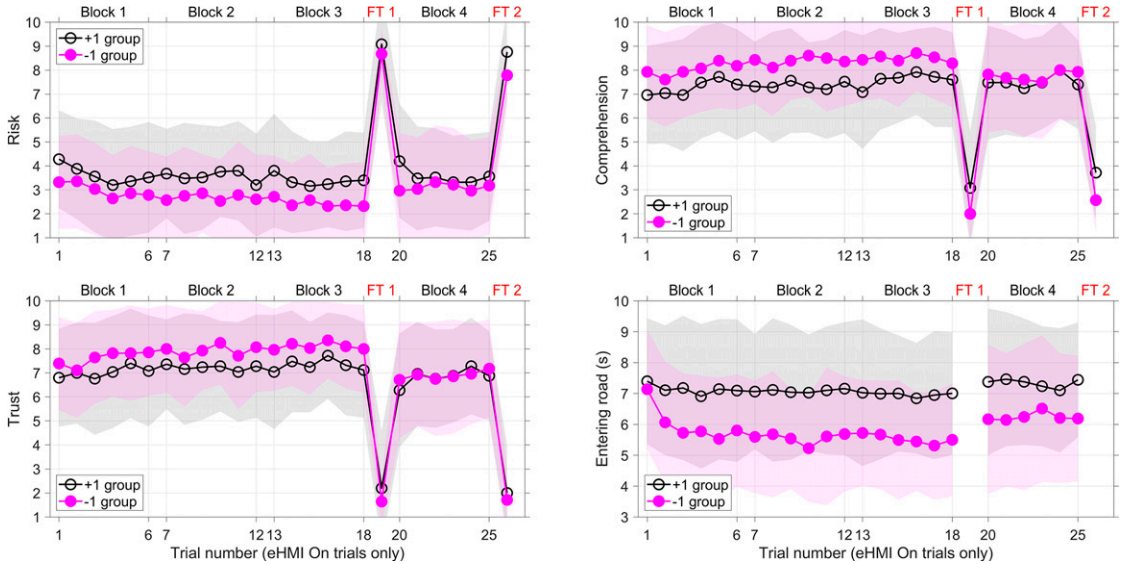 Block 1 Block 2 Block 3 FT 1 Block 4 FT 2
Risk
10
9
8
7
6
5
4
3
2
1
+1 group
-1 group
1 6 7 12 13 18 20 25
Block 1 Block 2 Block 3 FT 1 Block 4 FT 2
Comprehension
10
9
8
7
6
5
4
3
2
1
+1 group
-1 group
1 6 7 12 13 18 20 25
Block 1 Block 2 Block 3 FT 1 Block 4 FT 2
Trust
10
9
8
7
6
5
4
3
2
1
+1 group
-1 group
1 6 7 12 13 18 20 25
Trial number (eHMI On trials only)
Block 1 Block 2 Block 3 FT 1 Block 4 FT 2
Entering road (s)
10
9
8
7
6
5
4
3
+1 group
-1 group
1 6 7 12 13 18 20 25
Trial number (eHMI On trials only)